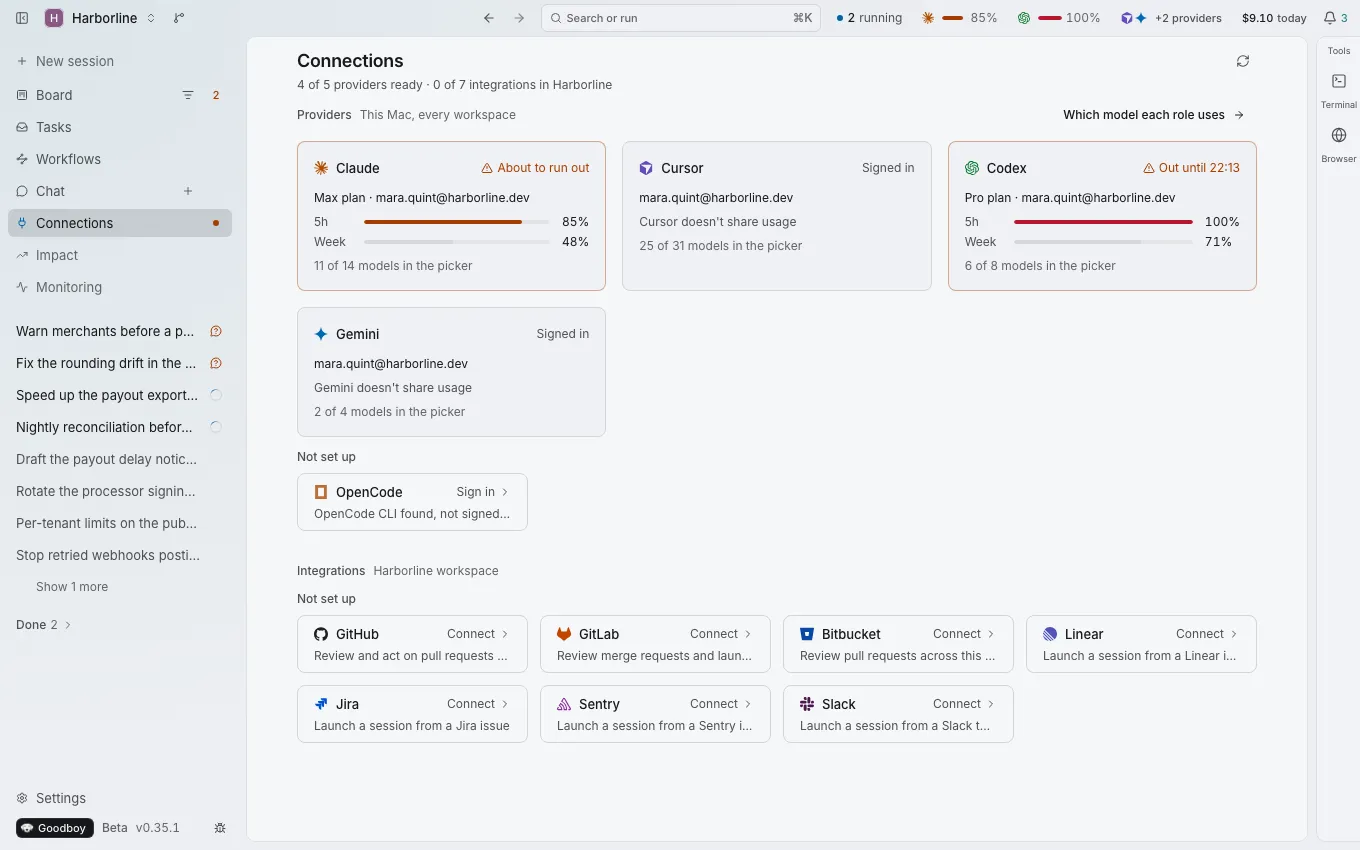 H Harborline
Search or run ⌘K
2 running
85%
100%
+2 providers
$9.10 today
3
New session
Board 2
Tasks
Workflows
Chat
Connections
Impact
Monitoring
Warn merchants before a p...
Fix the rounding drift in the ...
Speed up the payout export...
Nightly reconciliation befor...
Draft the payout delay notic...
Rotate the processor signin...
Per-tenant limits on the pub...
Stop retried webhooks posti...
Show 1 more
Done 2
Settings
Goodboy Beta v0.35.1
Connections
4 of 5 providers ready · 0 of 7 integrations in Harborline
Providers This Mac, every workspace
Which model each role uses
Claude About to run out
Max plan · mara.quint@harborline.dev
5h 85%
Week 48%
11 of 14 models in the picker
Cursor Signed in
mara.quint@harborline.dev
Cursor doesn't share usage
25 of 31 models in the picker
Codex Out until 22:13
Pro plan · mara.quint@harborline.dev
5h 100%
Week 71%
6 of 8 models in the picker
Gemini Signed in
mara.quint@harborline.dev
Gemini doesn't share usage
2 of 4 models in the picker
Not set up
OpenCode Sign in
OpenCode CLI found, not signed...
Integrations Harborline workspace
Not set up
GitHub Connect
Review and act on pull requests ...
GitLab Connect
Review merge requests and laun...
Bitbucket Connect
Review pull requests across this ...
Linear Connect
Launch a session from a Linear i...
Jira Connect
Launch a session from a Jira issue
Sentry Connect
Launch a session from a Sentry i...
Slack Connect
Launch a session from a Slack t...
Tools
Terminal
Browser